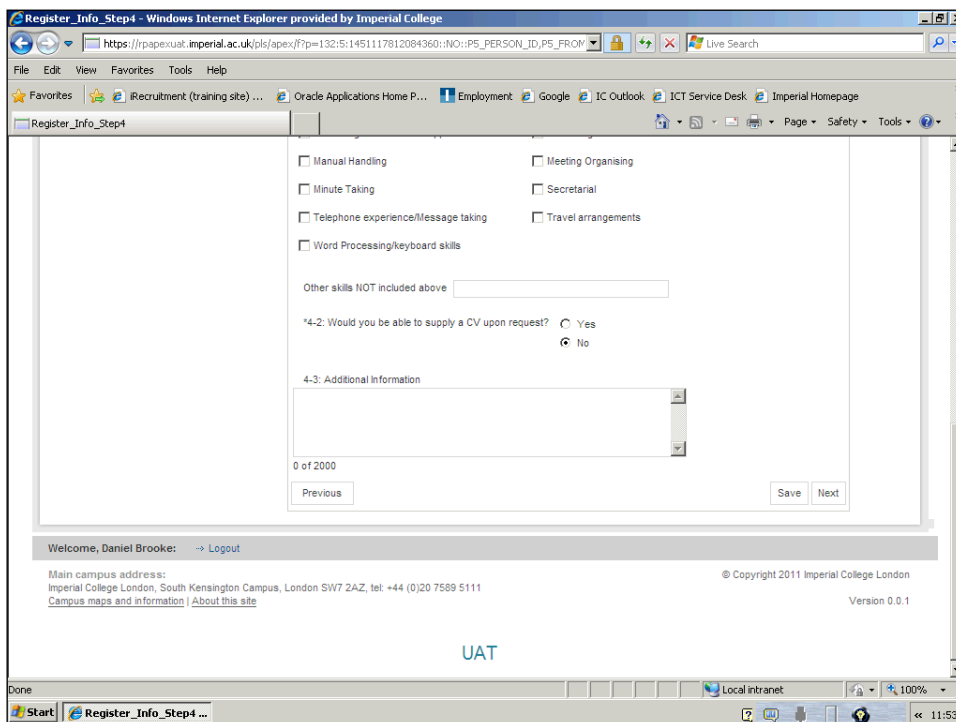 Register_Info_Step4 - Windows Internet Explorer provided by Imperial College
https://rpapexuat.imperial.ac.uk/pls/apex/f?p=132:5:1451117812084360::NO::P5_PERSON_ID,P5_FROM
Live Search
File Edit View Favorites Tools Help
Favorites iRecruitment (training site) ... Oracle Applications Home P... Employment Google IC Outlook ICT Service Desk Imperial Homepage
Register_Info_Step4 Page Safety Tools
Manual Handling Meeting Organising
Minute Taking Secretarial
Telephone experience/Message taking Travel arrangements
Word Processing/keyboard skills
Other skills NOT included above
*4-2: Would you be able to supply a CV upon request? Yes
No
4-3: Additional Information
0 of 2000
Previous Save Next
Welcome, Daniel Brooke: -> Logout
Main campus address: © Copyright 2011 Imperial College London
Imperial College London, South Kensington Campus, London SW7 2AZ, tel: +44 (0)20 7589 5111
Campus maps and information | About this site Version 0.0.1
UAT
Done Local intranet 100%
Start Register_Info_Step4 ... « 11:53